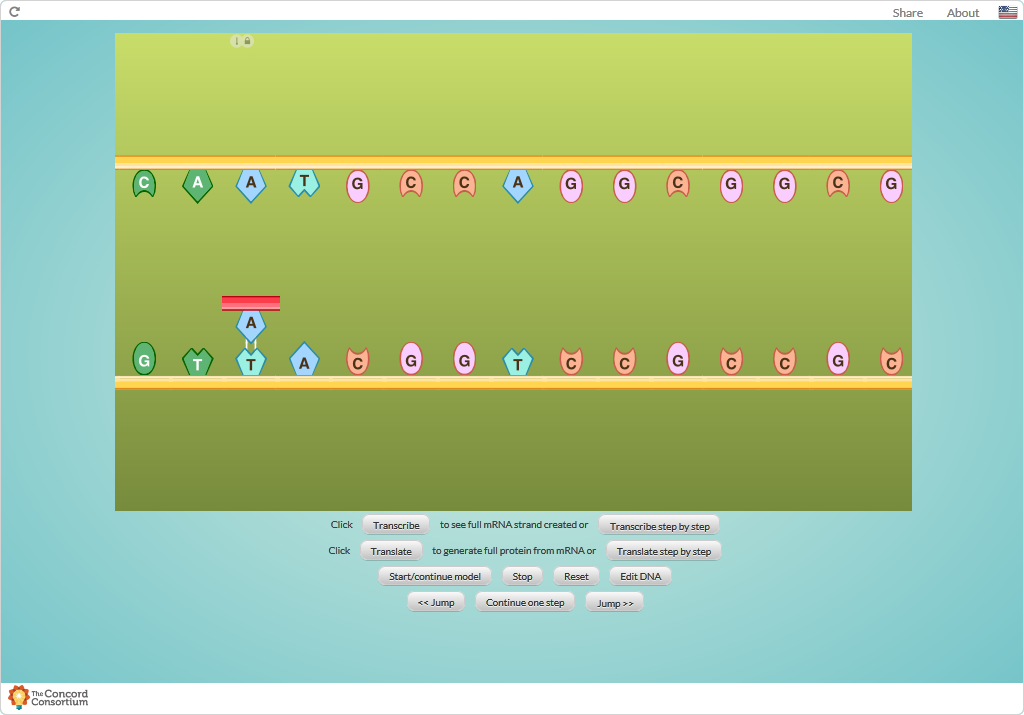 Share About
C A A T G C C A G G C G G C G
A
G T T A C G G T C C G C C G C
Click Transcribe to see full mRNA strand created or Transcribe step by step
Click Translate to generate full protein from mRNA or Translate step by step
Start/continue model Stop Reset Edit DNA
<< Jump Continue one step Jump >>
The Concord
Consortium